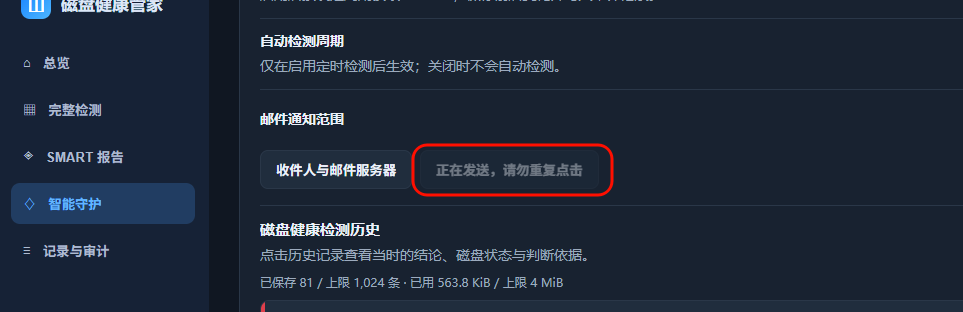 磁盘健康管家
自动检测周期
仅在启用定时检测后生效；关闭时不会自动检测。
总览
完整检测
邮件通知范围
SMART 报告
收件人与邮件服务器
正在发送，请勿重复点击
智能守护
磁盘健康检测历史
记录与审计
点击历史记录查看当时的结论、磁盘状态与判断依据。
已保存 81 / 上限 1,024 条 · 已用 563.8 KiB / 上限 4 MiB